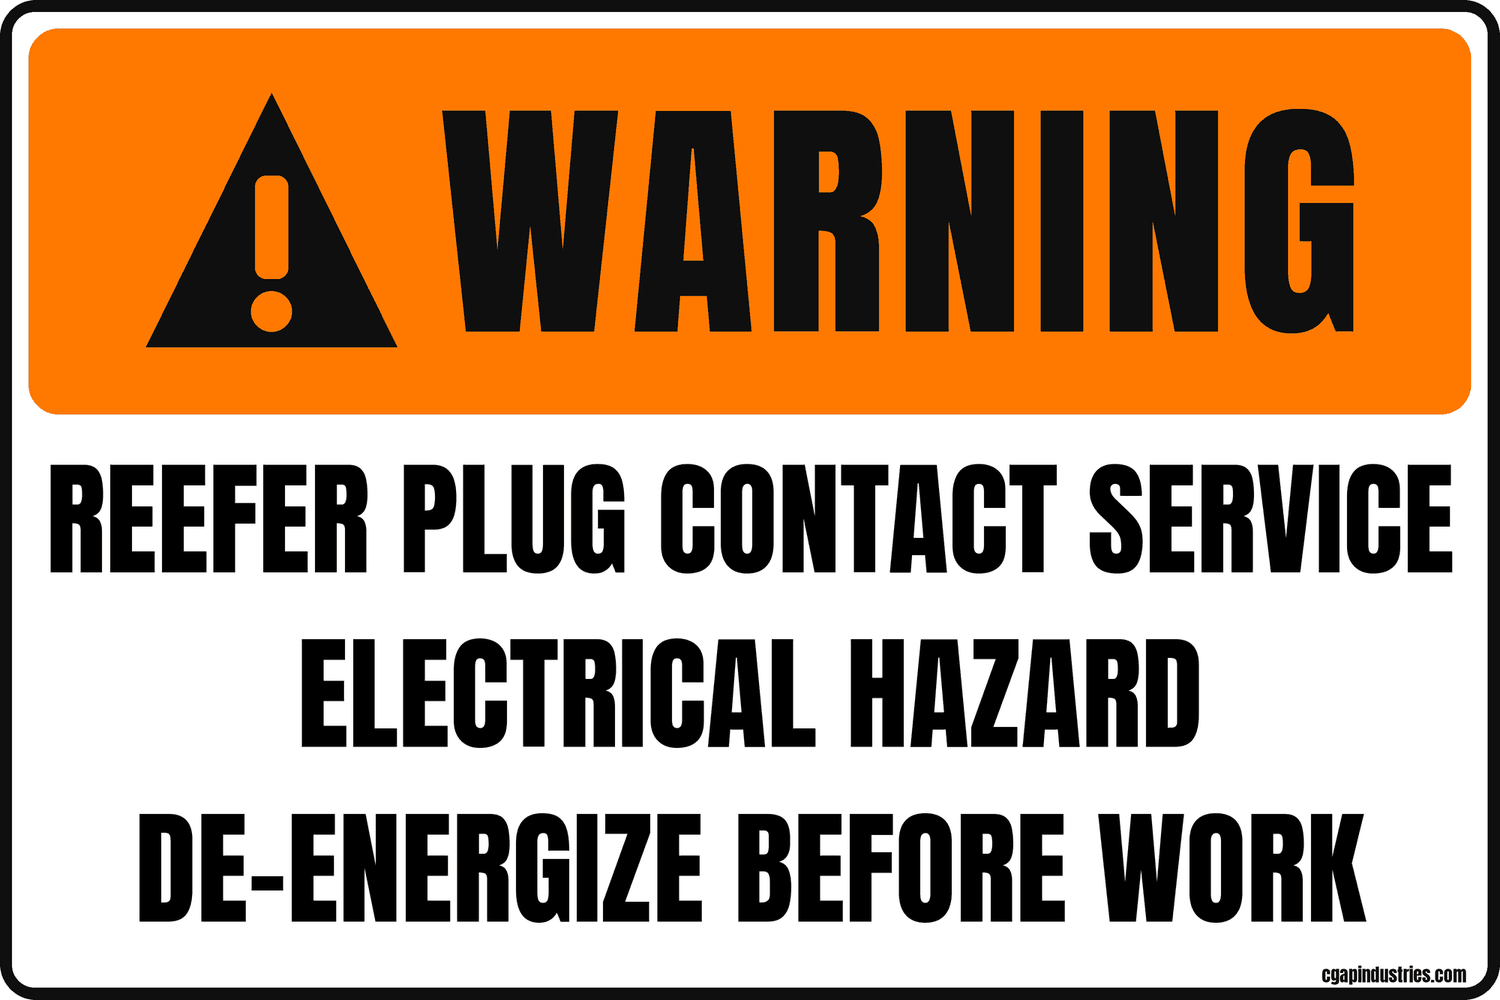 WARNING
REEFER PLUG CONTACT SERVICE
ELECTRICAL HAZARD
DE-ENERGIZE BEFORE WORK
cgapindustries.com